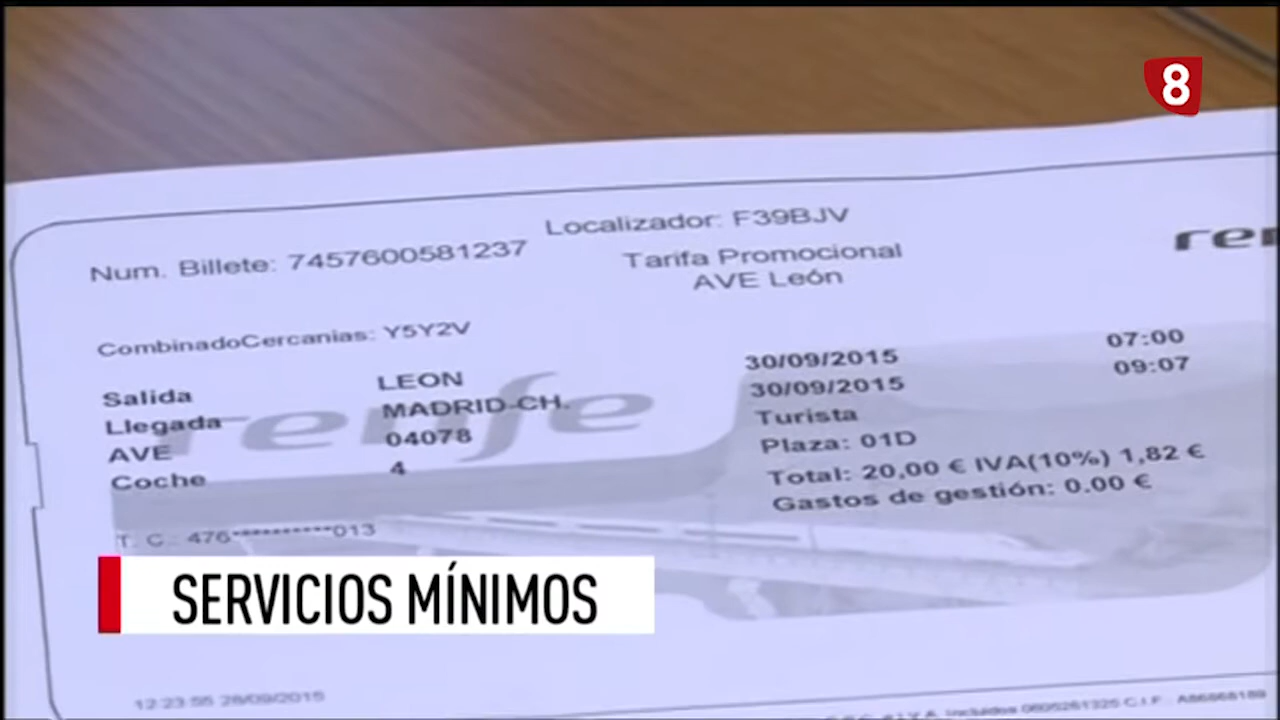 8
Localizador: F39BJV
Num. Billete: 7457600581237
Tarifa Promocional
AVE León
CombinadoCercanias: Y5Y2V
Salida LEON 30/09/2015 07:00
Llegada MADRID-CH. 30/09/2015 09:07
AVE 04078 Turista
Coche 4 Plaza: 01D
Total: 20,00 € IVA(10%) 1,82 €
Gastos de gestión: 0.00 €
renfe
T. C.: 476**********013
SERVICIOS MÍNIMOS
12:23:55 28/09/2015